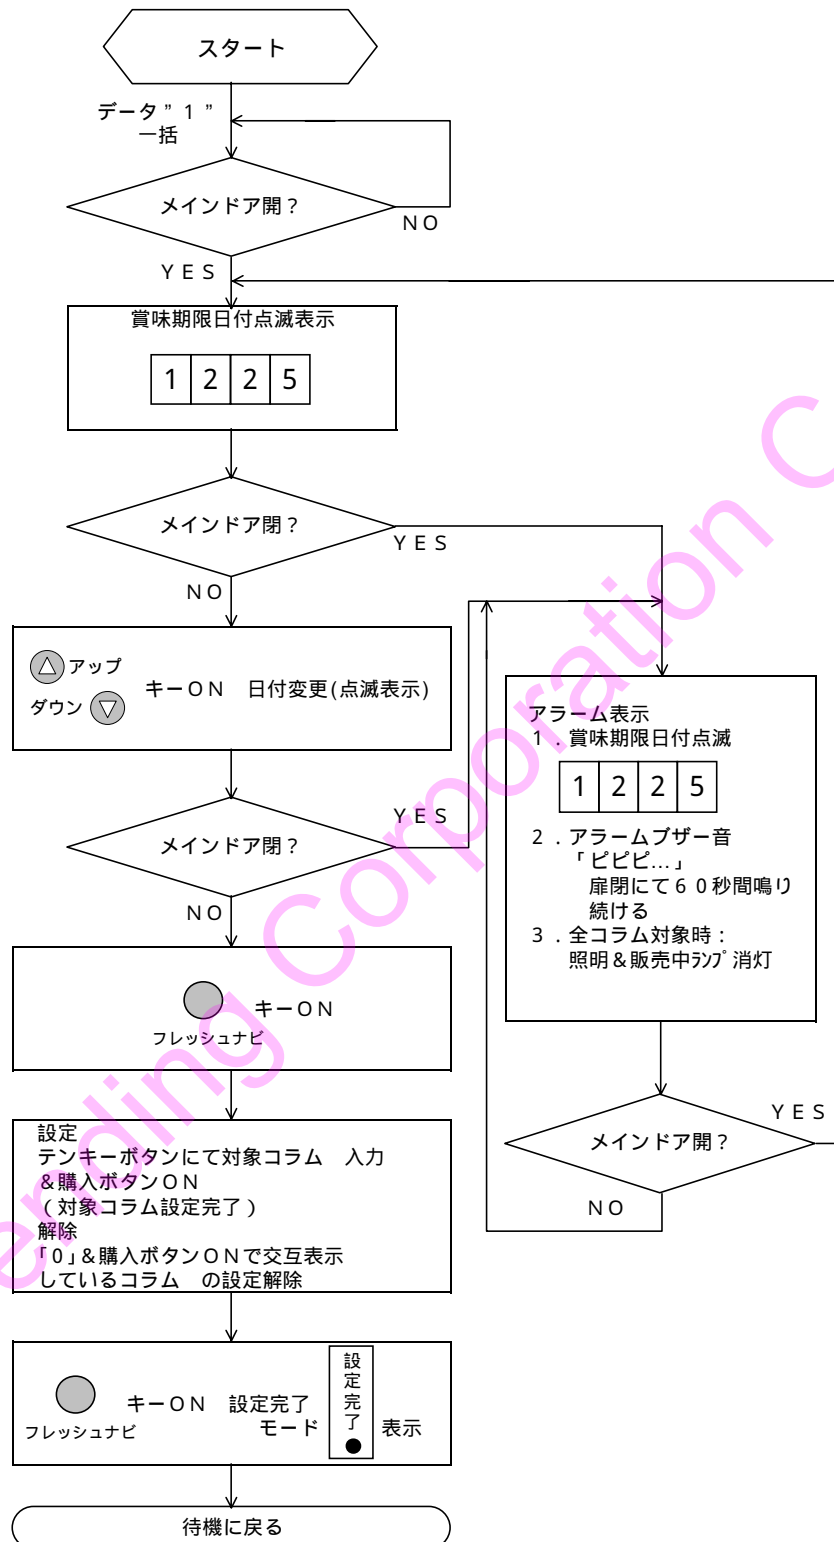 スタート
データ”１”
一括
メインドア開？
ＮＯ
ＹＥＳ
賞味期限日付点滅表示
1 2 2 5
メインドア閉？
ＹＥＳ
ＮＯ
アップ
ダウン
キーＯＮ　日付変更(点滅表示)
メインドア閉？
ＹＥＳ
ＮＯ
アラーム表示
１．賞味期限日付点滅
1 2 2 5
２．アラームブザー音
「ピピピ…」
扉閉にて６０秒間鳴り
続ける
３．全コラム対象時：
照明＆販売中ﾗﾝﾌﾟ消灯
キーＯＮ
フレッシュナビ
メインドア開？
ＹＥＳ
ＮＯ
設定
テンキーボタンにて対象コラム　入力
＆購入ボタンＯＮ
（対象コラム設定完了）
解除
「0」＆購入ボタンＯＮで交互表示
しているコラム　の設定解除
フレッシュナビ
キーＯＮ　設定完了
モード
設定完了
表示
待機に戻る
ending Corporation C